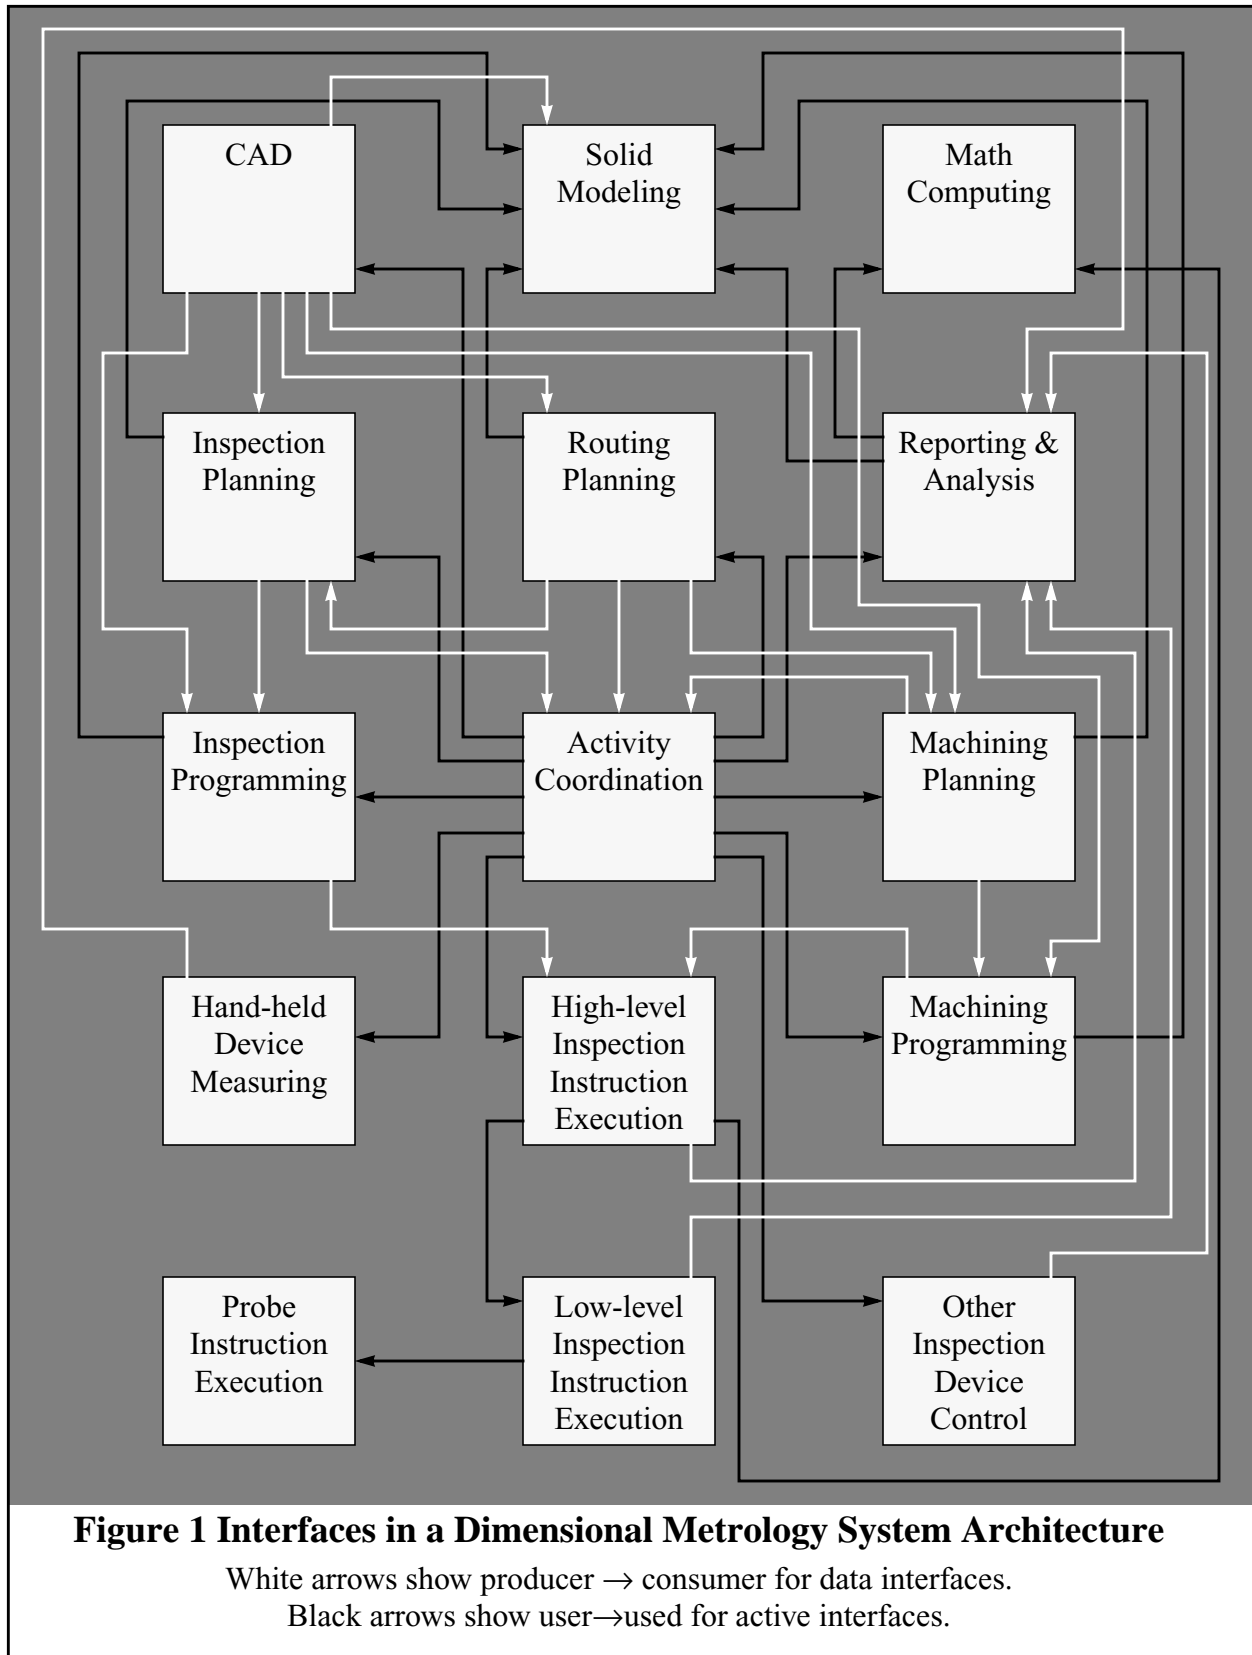 CAD
Solid
Modeling
Math
Computing
Inspection
Planning
Routing
Planning
Reporting &
Analysis
Inspection
Programming
Activity
Coordination
Machining
Planning
Hand-held
Device
Measuring
High-level
Inspection
Instruction
Execution
Machining
Programming
Probe
Instruction
Execution
Low-level
Inspection
Instruction
Execution
Other
Inspection
Device
Control
Figure 1 Interfaces in a Dimensional Metrology System Architecture
White arrows show producer → consumer for data interfaces.
Black arrows show user→used for active interfaces.